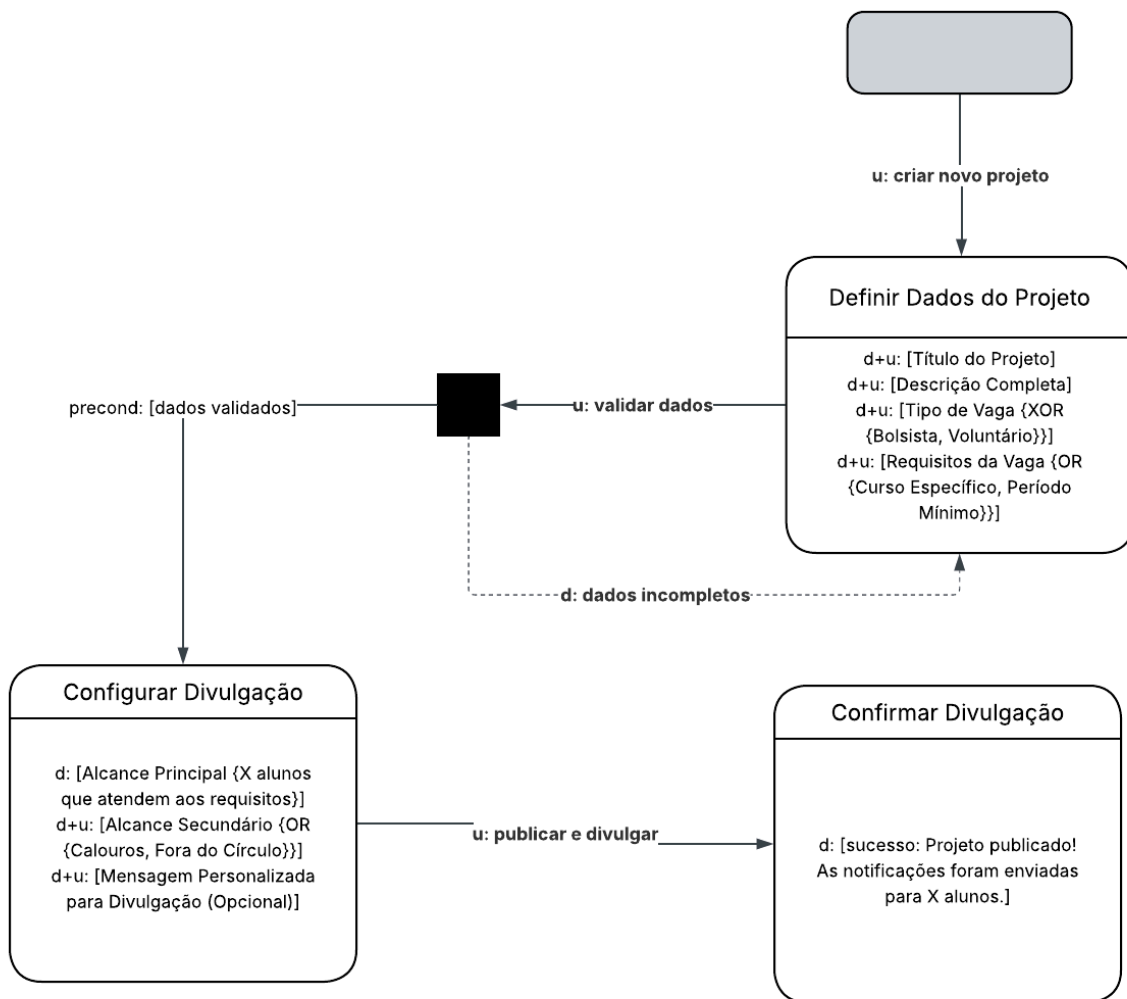 u: criar novo projeto
Definir Dados do Projeto
d+u: [Título do Projeto]
d+u: [Descrição Completa]
d+u: [Tipo de Vaga {XOR
{Bolsista, Voluntário}}]
d+u: [Requisitos da Vaga {OR
{Curso Específico, Período
Mínimo}}]
u: validar dados
precond: [dados validados]
d: dados incompletos
Configurar Divulgação
d: [Alcance Principal {X alunos
que atendem aos requisitos}]
d+u: [Alcance Secundário {OR
{Calouros, Fora do Círculo}}]
d+u: [Mensagem Personalizada
para Divulgação (Opcional)]
u: publicar e divulgar
Confirmar Divulgação
d: [sucesso: Projeto publicado!
As notificações foram enviadas
para X alunos.]